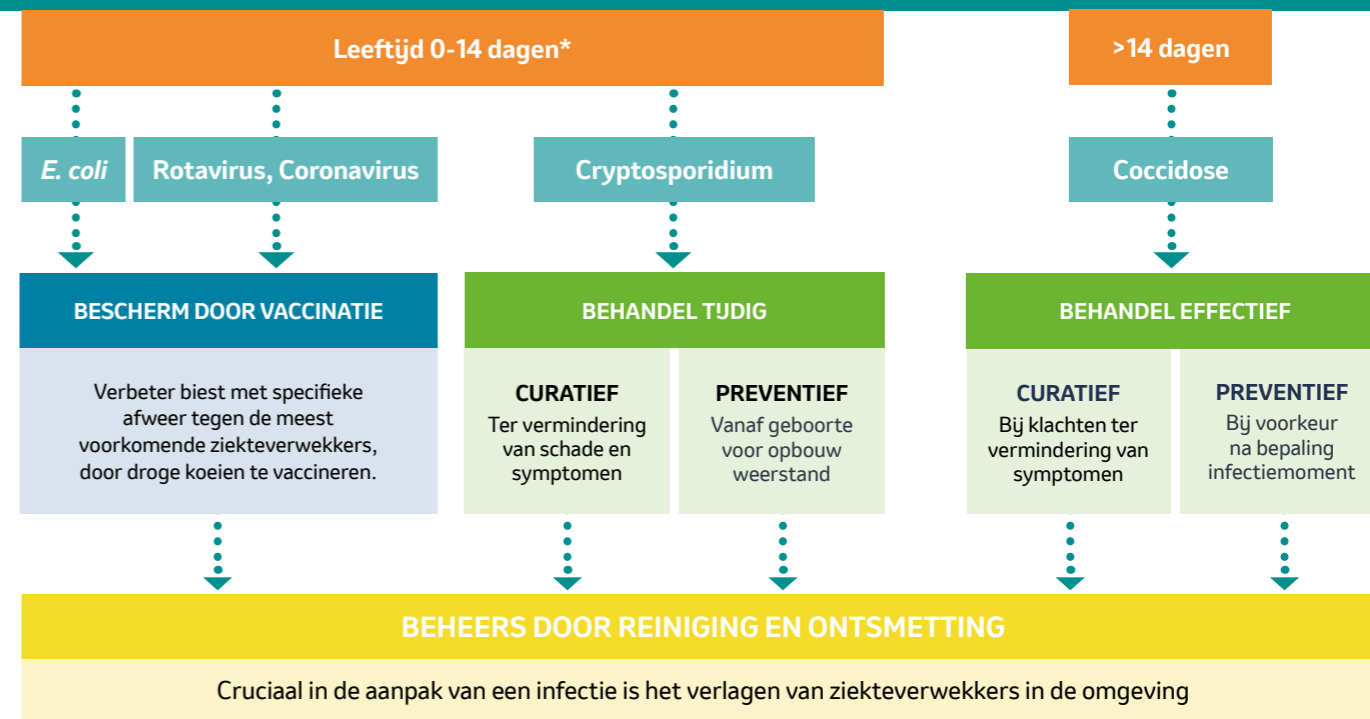 Leeftijd 0-14 dagen*
>14 dagen
E. coli
Rotavirus, Coronavirus
Cryptosporidium
Coccidose
BESCHERM DOOR VACCINATIE
Verbeter biest met specifieke
afweer tegen de meest
voorkomende ziekteverwekkers,
door droge koeien te vaccineren.
BEHANDEL TIJDIG
CURATIEF
Ter vermindering
van schade en
symptomen
PREVENTIEF
Vanaf geboorte
voor opbouw
weerstand
BEHANDEL EFFECTIEF
CURATIEF
Bij klachten ter
vermindering van
symptomen
PREVENTIEF
Bij voorkeur
na bepaling
infectiemoment
BEHEERS DOOR REINIGING EN ONTSMETTING
Cruciaal in de aanpak van een infectie is het verlagen van ziekteverwekkers in de omgeving